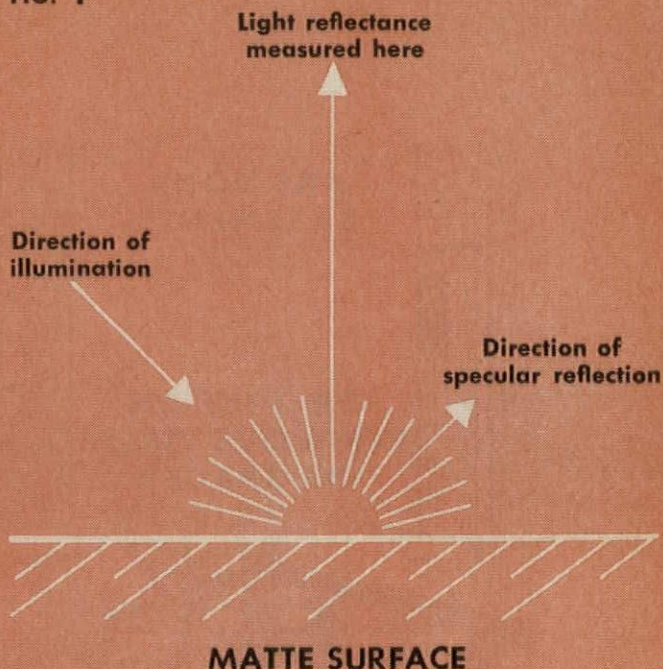 Light reflectance
measured here
Direction of
illumination
Direction of
specular reflection
MATTE SURFACE